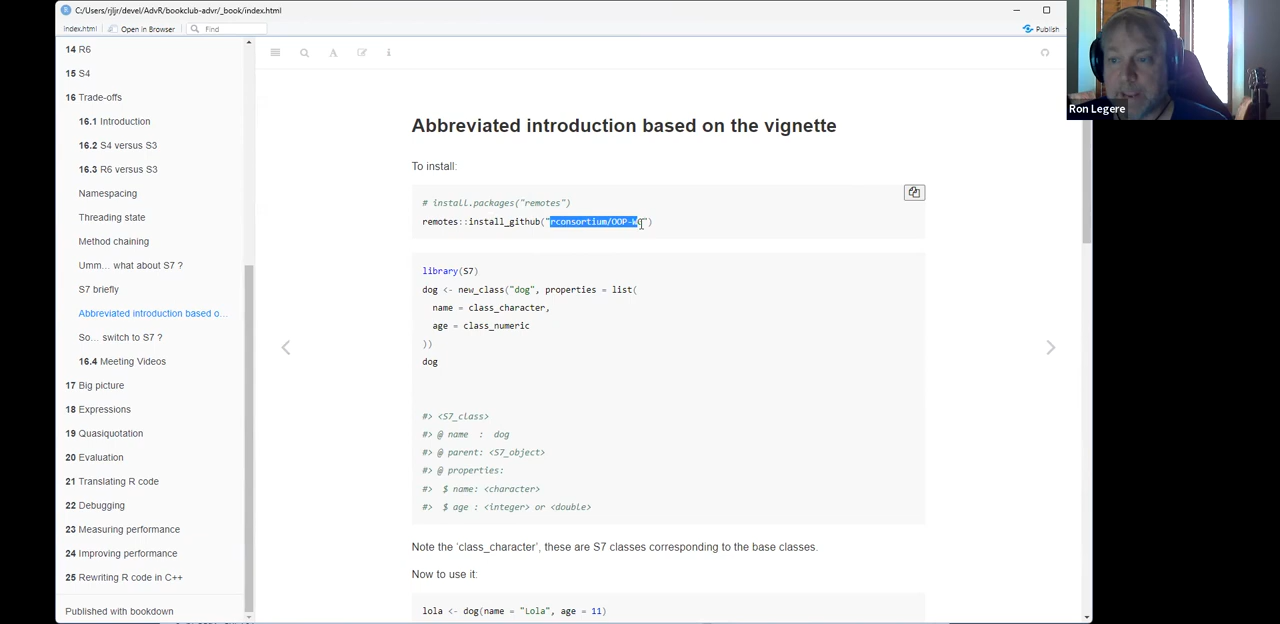 C:/Users/rjljr/devel/AdvR/bookclub-advr/_book/index.html
index.html
Open in Browser
Find
Publish
14 R6
15 S4
16 Trade-offs
16.1 Introduction
16.2 S4 versus S3
16.3 R6 versus S3
Namespacing
Threading state
Method chaining
Umm... what about S7 ?
S7 briefly
Abbreviated introduction based o...
So... switch to S7 ?
16.4 Meeting Videos
17 Big picture
18 Expressions
19 Quasiquotation
20 Evaluation
21 Translating R code
22 Debugging
23 Measuring performance
24 Improving performance
25 Rewriting R code in C++
Published with bookdown
Abbreviated introduction based on the vignette
To install:
# install.packages("remotes")
remotes::install_github("rconsortium/OOP-WG")
library(S7)
dog <- new_class("dog", properties = list(
name = class_character,
age = class_numeric
))
dog
#> <S7_class>
#> @ name  :  dog
#> @ parent: <S7_object>
#> @ properties:
#>  $ name: <character>
#>  $ age : <integer> or <double>
Note the ‘class_character’, these are S7 classes corresponding to the base classes.
Now to use it:
lola <- dog(name = "Lola", age = 11)
Ron Legere